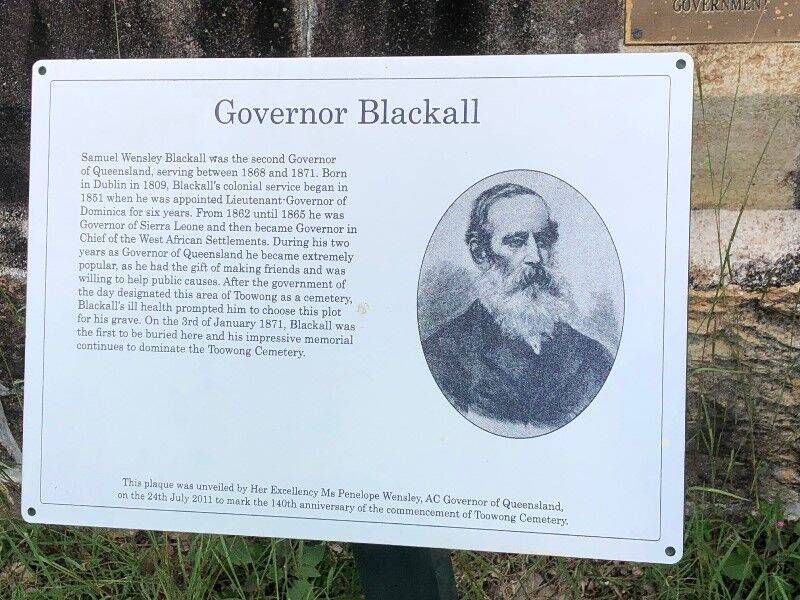 GOVERNMENT
Governor Blackall
Samuel Wensley Blackall was the second Governor
of Queensland, serving between 1868 and 1871. Born
in Dublin in 1809, Blackall's colonial service began in
1851 when he was appointed Lieutenant-Governor of
Dominica for six years. From 1862 until 1865 he was
Governor of Sierra Leone and then became Governor in
Chief of the West African Settlements. During his two
years as Governor of Queensland he became extremely
popular, as he had the gift of making friends and was
willing to help public causes. After the government of
the day designated this area of Toowong as a cemetery,
Blackall's ill health prompted him to choose this plot
for his grave. On the 3rd of January 1871, Blackall was
the first to be buried here and his impressive memorial
continues to dominate the Toowong Cemetery.
This plaque was unveiled by Her Excellency Ms Penelope Wensley, AC Governor of Queensland,
on the 24th July 2011 to mark the 140th anniversary of the commencement of Toowong Cemetery.